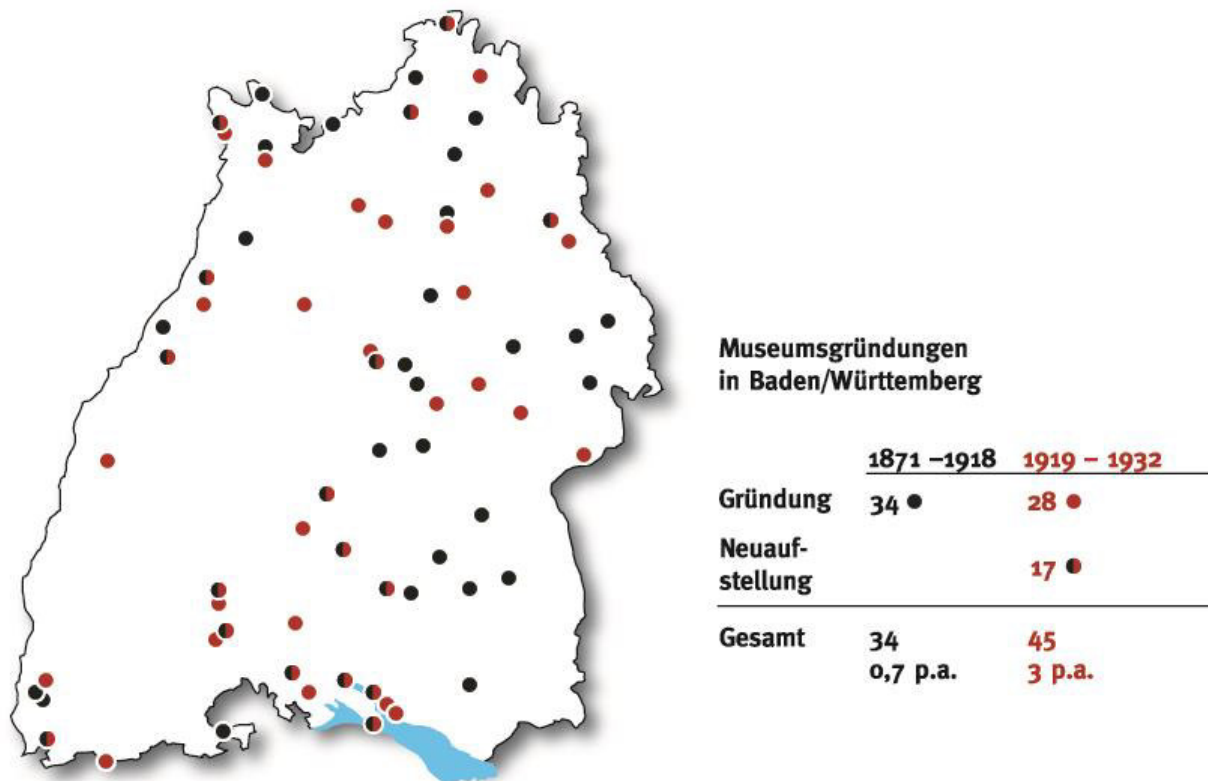 Museumsgründungen
in Baden/Württemberg
1871 –1918 1919 – 1932
Gründung 34 28
Neuauf-
stellung 17
Gesamt 34 45
0,7 p.a. 3 p.a.